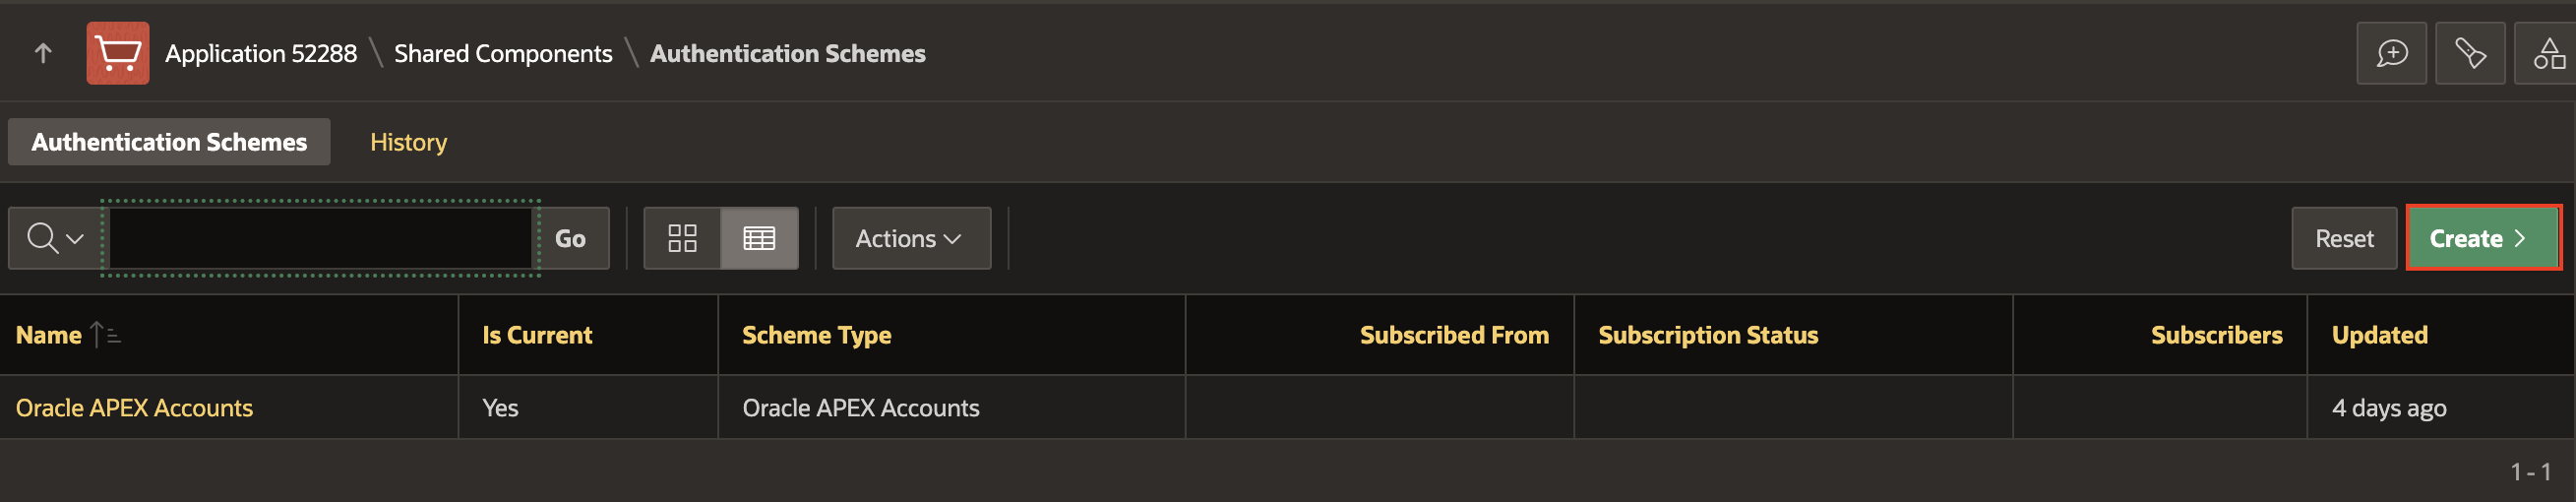 Application 52288 \ Shared Components \ Authentication Schemes
Authentication Schemes History
Go Actions Reset Create
Name Is Current Scheme Type Subscribed From Subscription Status Subscribers Updated
Oracle APEX Accounts Yes Oracle APEX Accounts 4 days ago
1 - 1